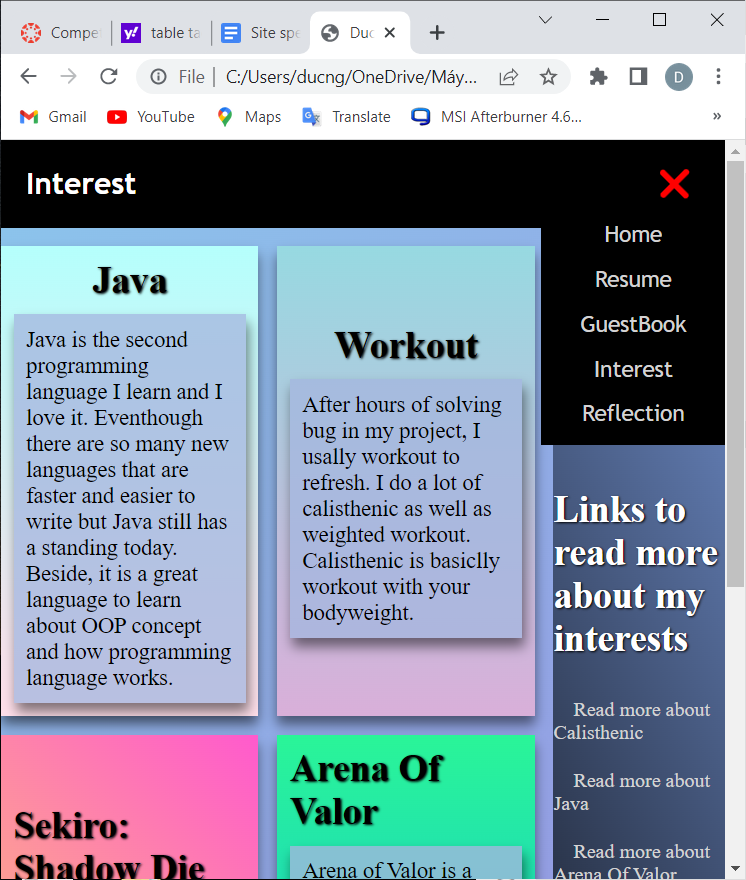 Compe
table ta
Site spe
Duc
File
C:/Users/ducng/OneDrive/Máy...
D
Gmail
YouTube
Maps
Translate
MSI Afterburner 4.6...
»
Interest
Home
Resume
GuestBook
Interest
Reflection
Java
Java is the second
programming
language I learn and I
love it. Eventhough
there are so many new
languages that are
faster and easier to
write but Java still has
a standing today.
Beside, it is a great
language to learn
about OOP concept
and how programming
language works.
Workout
After hours of solving
bug in my project, I
usally workout to
refresh. I do a lot of
calisthenic as well as
weighted workout.
Calisthenic is basiclly
workout with your
bodyweight.
Links to
read more
about my
interests
Read more about
Calisthenic
Read more about
Java
Read more about
Arena Of Valor
Sekiro:
Shadow Die
Arena Of
Valor
Arena of Valor is a